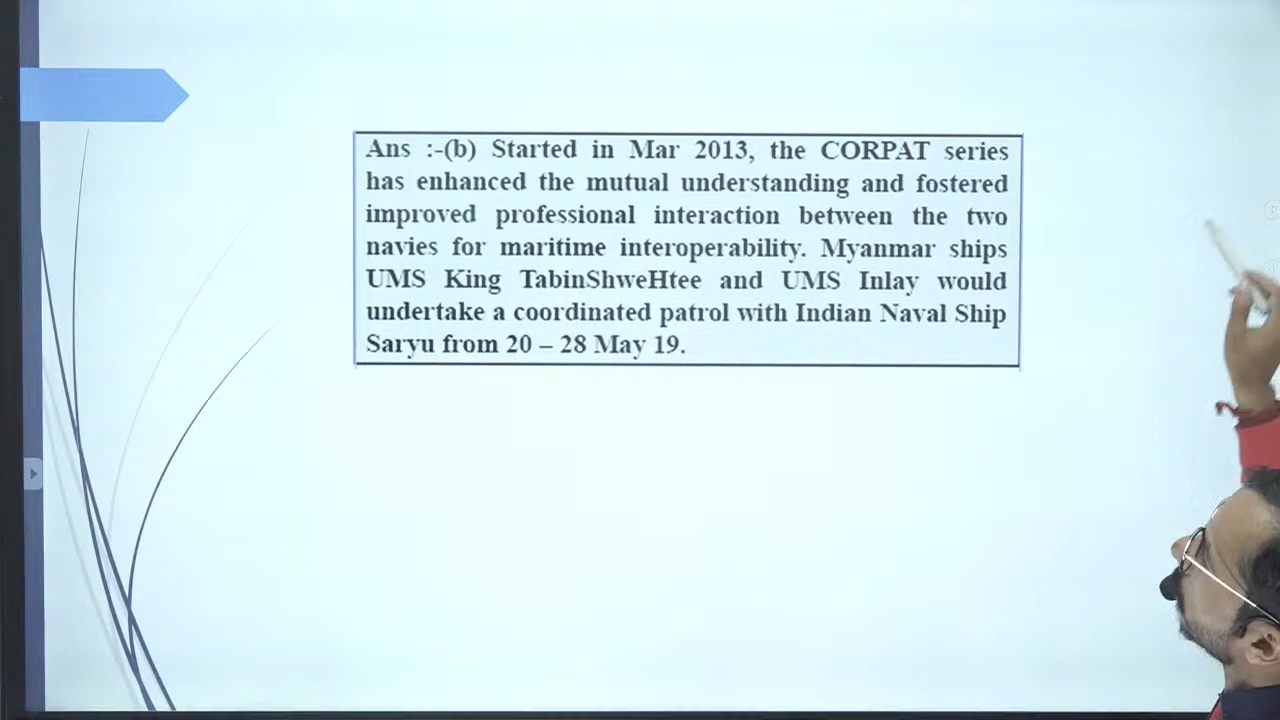 Ans :-(b) Started in Mar 2013, the CORPAT series
has enhanced the mutual understanding and fostered
improved professional interaction between the two
navies for maritime interoperability. Myanmar ships
UMS King TabinShweHtee and UMS Inlay would
undertake a coordinated patrol with Indian Naval Ship
Saryu from 20 – 28 May 19.